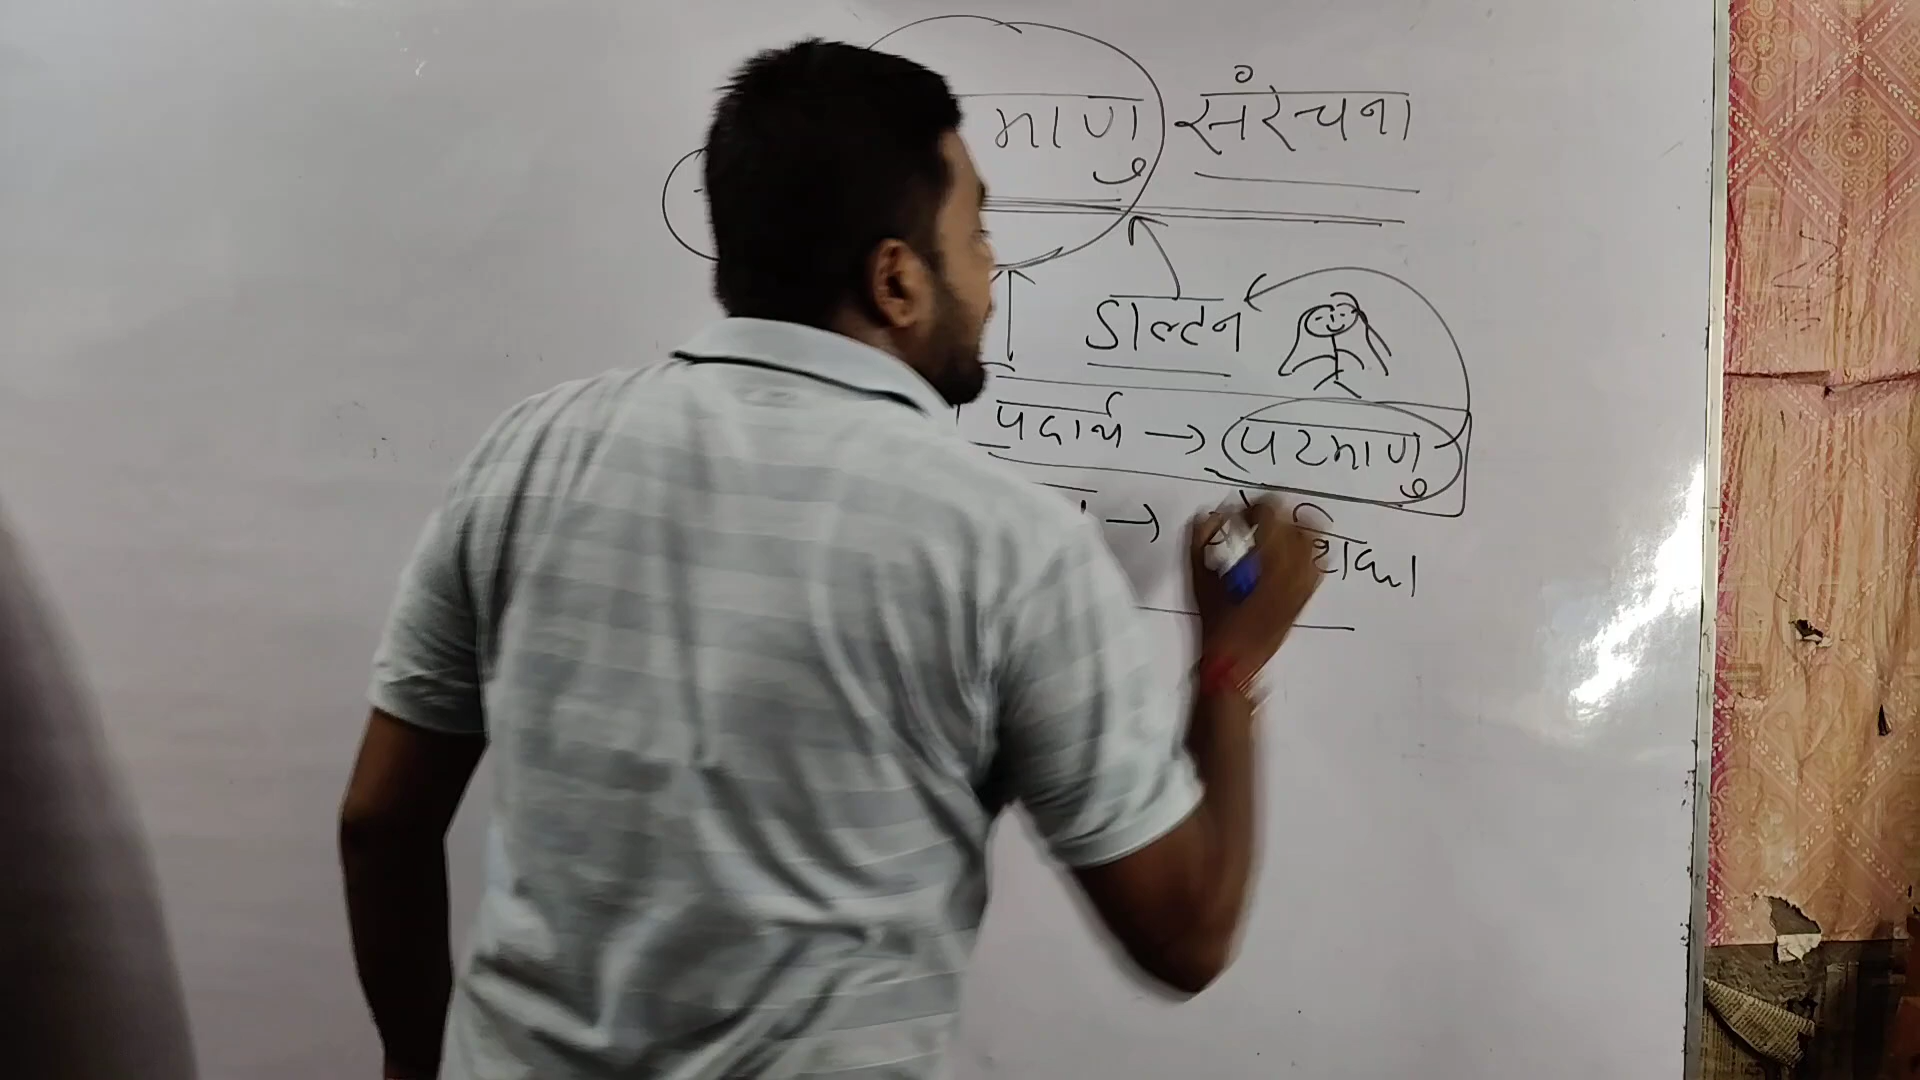 माणु संरचना
डाल्टन
पदार्थ → परमाणु
→ शिका